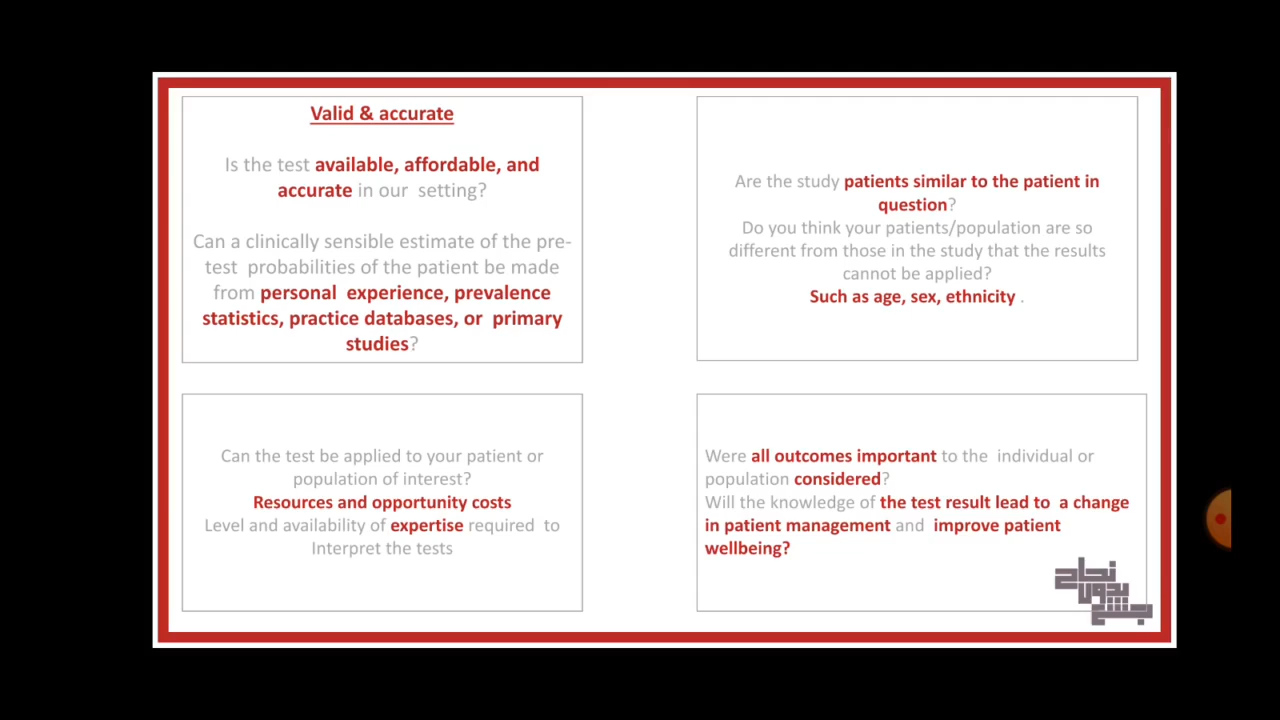 Valid & accurate
Is the test available, affordable, and
accurate in our setting?
Can a clinically sensible estimate of the pre-
test probabilities of the patient be made
from personal experience, prevalence
statistics, practice databases, or primary
studies?
Are the study patients similar to the patient in
question?
Do you think your patients/population are so
different from those in the study that the results
cannot be applied?
Such as age, sex, ethnicity .
Can the test be applied to your patient or
population of interest?
Resources and opportunity costs
Level and availability of expertise required to
Interpret the tests
Were all outcomes important to the individual or
population considered?
Will the knowledge of the test result lead to a change
in patient management and improve patient
wellbeing?
نجاح
بدون